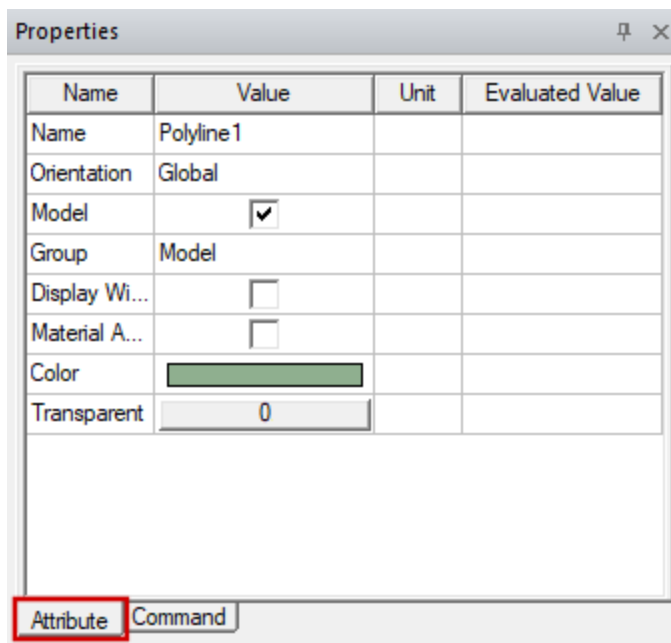 Properties
Name Value Unit Evaluated Value
Name Polyline1
Orientation Global
Model
Group Model
Display Wi...
Material A...
Color
Transparent 0
Attribute Command